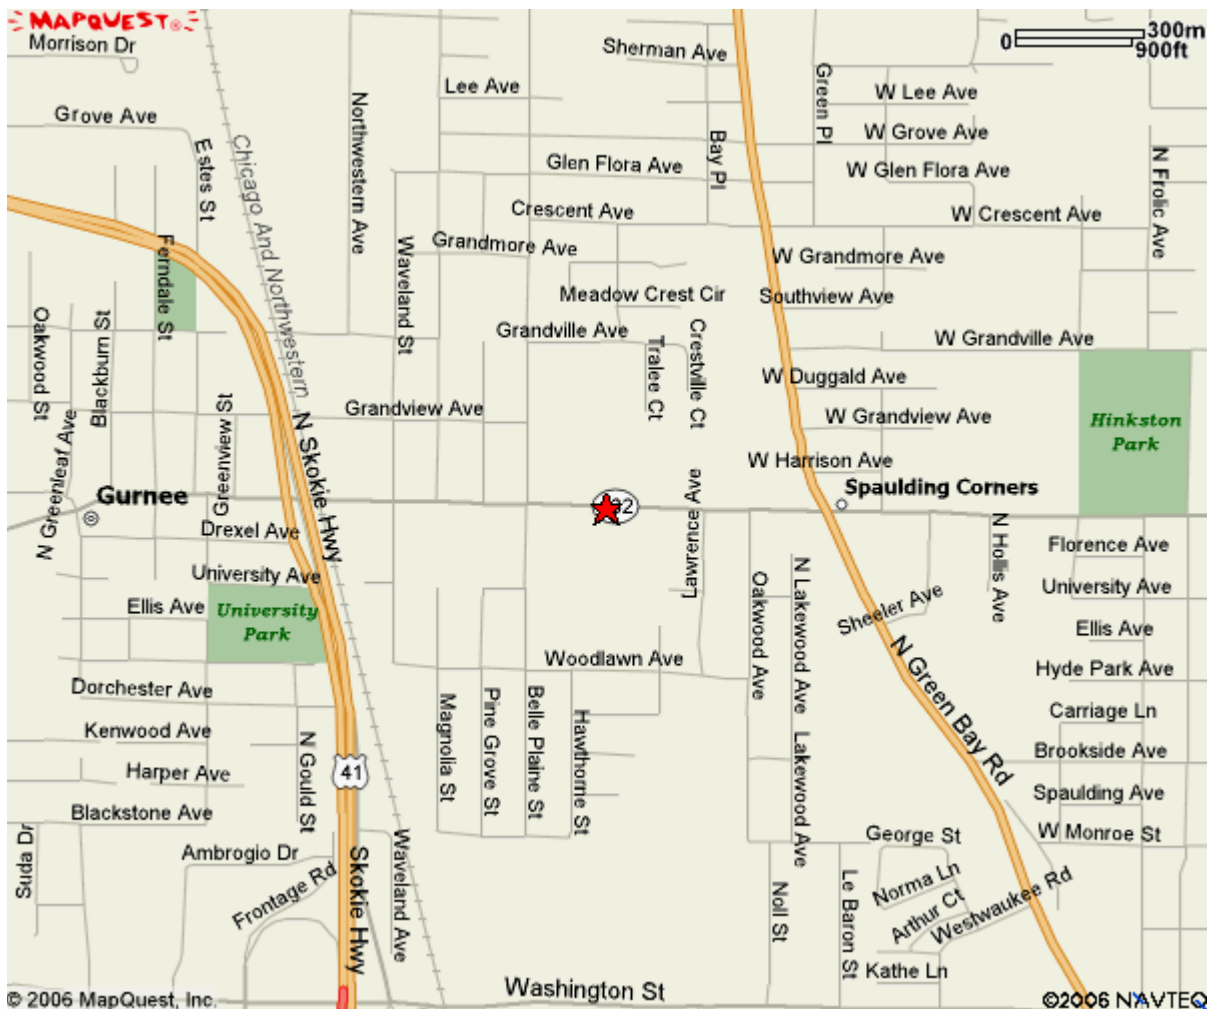 MAPQUEST
300m
0
900ft
Morrison Dr
Sherman Ave
Lee Ave
Green Pl
W Lee Ave
Grove Ave
Northwestern Ave
Bay Pl
W Grove Ave
Estes St
Chicago And Northwestern
Glen Flora Ave
W Glen Flora Ave
N Frolic Ave
Crescent Ave
W Crescent Ave
Ferndale St
Waveland St
Grandmore Ave
W Grandmore Ave
Meadow Crest Cir
Southview Ave
Oakwood St
Blackburn St
Grandville Ave
Tralee Ct
Crestville Ct
W Grandville Ave
W Duggald Ave
Greenview St
Grandview Ave
W Grandview Ave
Hinkston
Park
N Greenleaf Ave
N Skokie Hwy
W Harrison Ave
Gurnee
Spaulding Corners
Lawrence Ave
Drexel Ave
N Hollis Ave
Florence Ave
University Ave
Oakwood Ave
N Lakewood Ave
University Ave
Ellis Ave
University
Park
Sheeler Ave
Ellis Ave
Woodlawn Ave
N Green Bay Rd
Hyde Park Ave
Dorchester Ave
Magnolia St
Pine Grove St
Belle Plaine St
Hawthorne St
Carriage Ln
Kenwood Ave
N Gould St
Lakewood Ave
Brookside Ave
Harper Ave
41
Spaulding Ave
Blackstone Ave
George St
W Monroe St
Suda Dr
Ambrogio Dr
Skokie Hwy
Waveland Ave
Frontage Rd
Noll St
Le Baron St
Norma Ln
Arthur Ct
Westwaukee Rd
Kathe Ln
Washington St
© 2006 MapQuest, Inc.
©2006 NAVTEQ